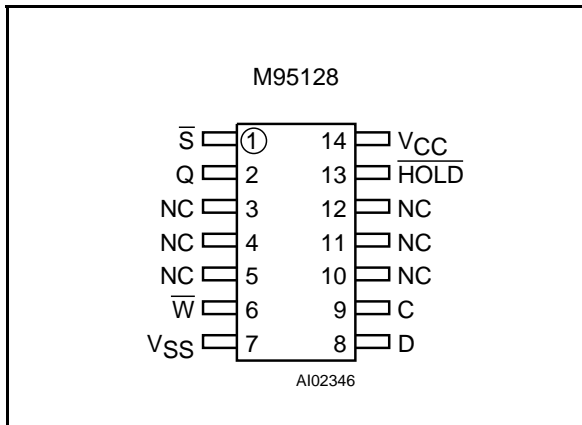 M95128
S̅ 1 14 VCC
Q 2 13 H̅O̅L̅D̅
NC 3 12 NC
NC 4 11 NC
NC 5 10 NC
W̅ 6 9 C
VSS 7 8 D
AI02346